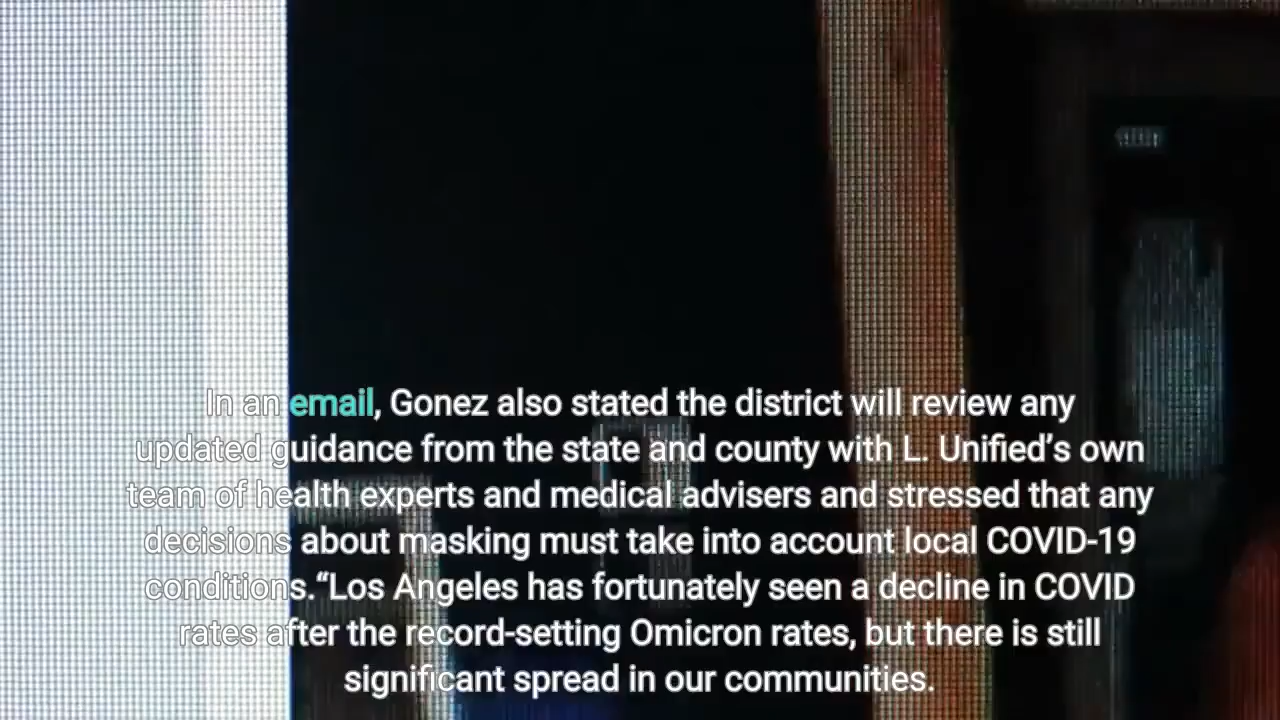 In an email, Gonez also stated the district will review any
updated guidance from the state and county with L. Unified’s own
team of health experts and medical advisers and stressed that any
decisions about masking must take into account local COVID-19
conditions.“Los Angeles has fortunately seen a decline in COVID
rates after the record-setting Omicron rates, but there is still
significant spread in our communities.